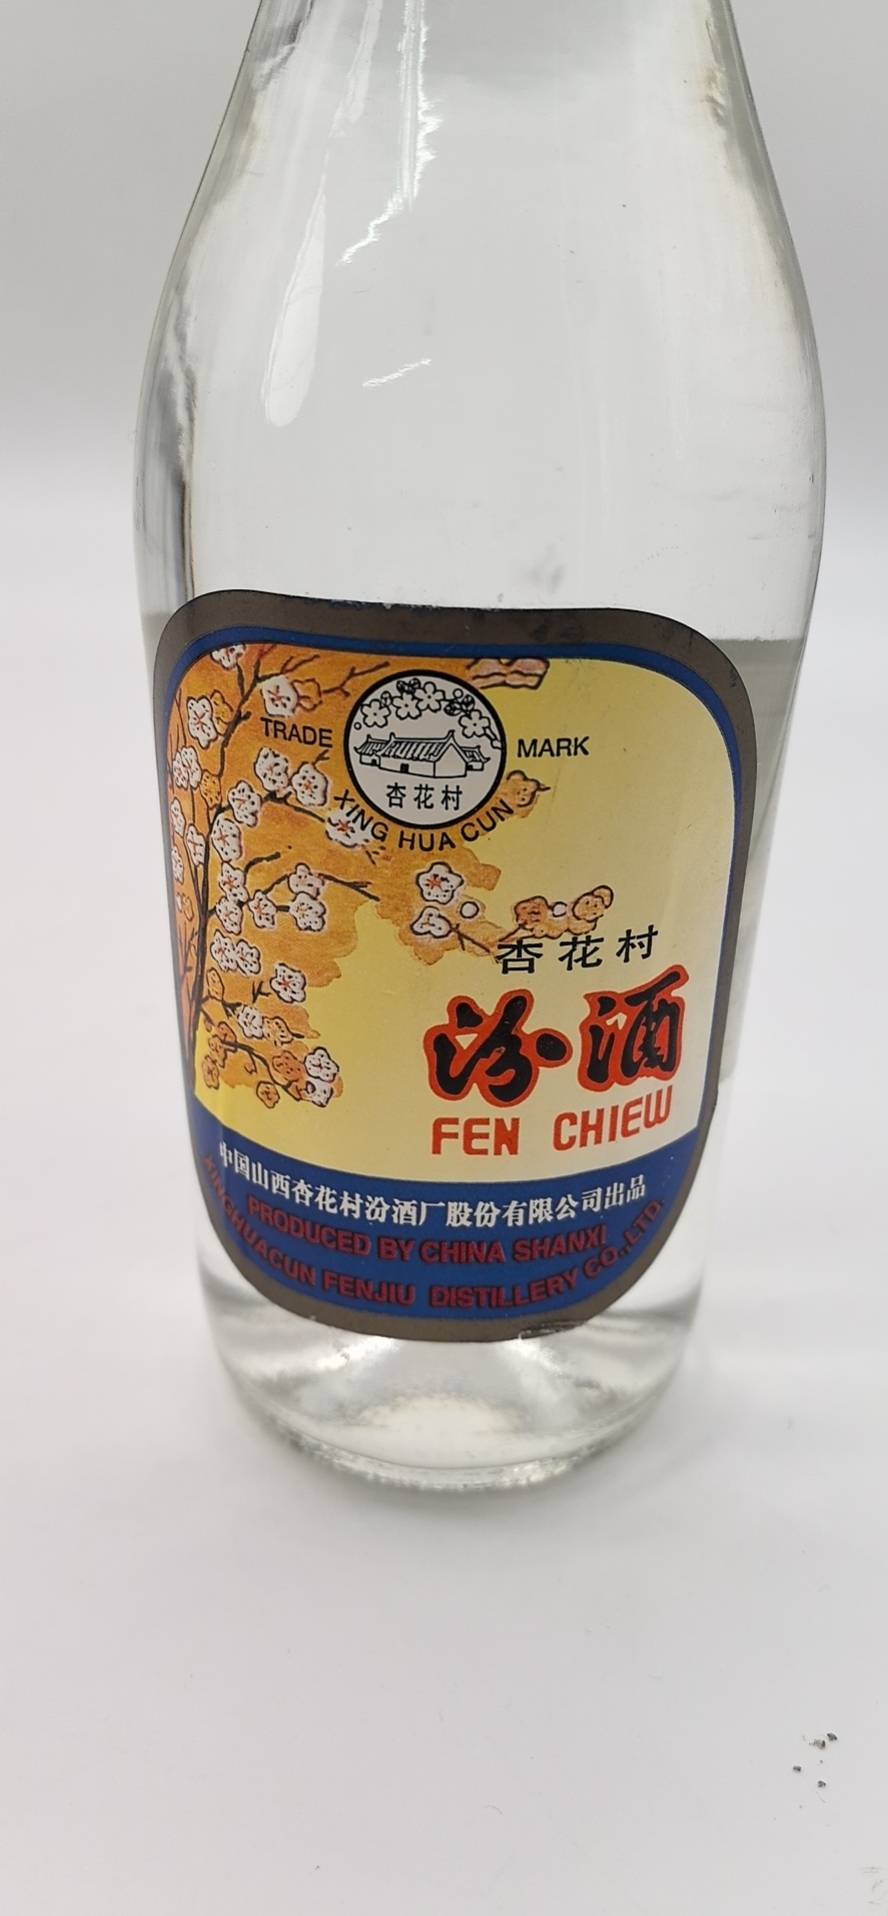 TRADE MARK
杏花村
XING HUA CUN
杏花村
汾酒
FEN CHIEW
中国山西杏花村汾酒厂股份有限公司出品
PRODUCED BY CHINA SHANXI
XINGHUACUN FENJIU DISTILLERY CO.,LTD